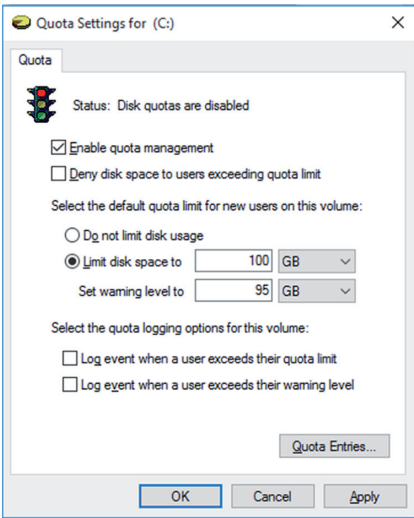 Quota Settings for (C:)
Quota
Status: Disk quotas are disabled
Enable quota management
Deny disk space to users exceeding quota limit
Select the default quota limit for new users on this volume:
Do not limit disk usage
Limit disk space to 100 GB
Set warning level to 95 GB
Select the quota logging options for this volume:
Log event when a user exceeds their quota limit
Log event when a user exceeds their warning level
Quota Entries...
OK Cancel Apply